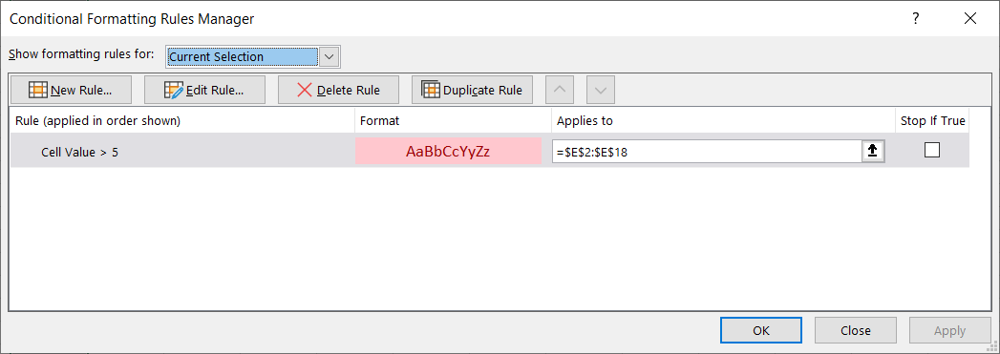 Conditional Formatting Rules Manager ?
Show formatting rules for: Current Selection
New Rule... Edit Rule... Delete Rule Duplicate Rule
Rule (applied in order shown) Format Applies to Stop If True
Cell Value > 5 AaBbCcYyZz =$E$2:$E$18
OK Close Apply